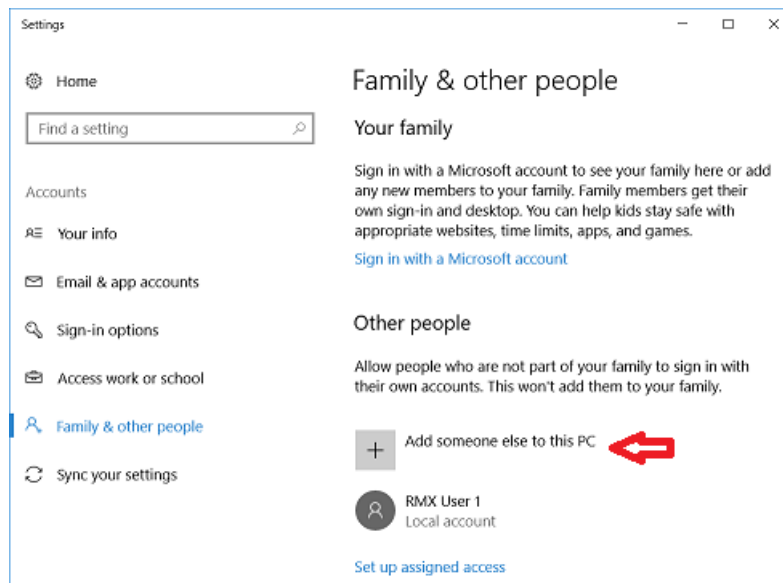 Settings
Home
Find a setting
Accounts
Your info
Email & app accounts
Sign-in options
Access work or school
Family & other people
Sync your settings
Family & other people
Your family
Sign in with a Microsoft account to see your family here or add
any new members to your family. Family members get their
own sign-in and desktop. You can help kids stay safe with
appropriate websites, time limits, apps, and games.
Sign in with a Microsoft account
Other people
Allow people who are not part of your family to sign in with
their own accounts. This won't add them to your family.
Add someone else to this PC
RMX User 1
Local account
Set up assigned access